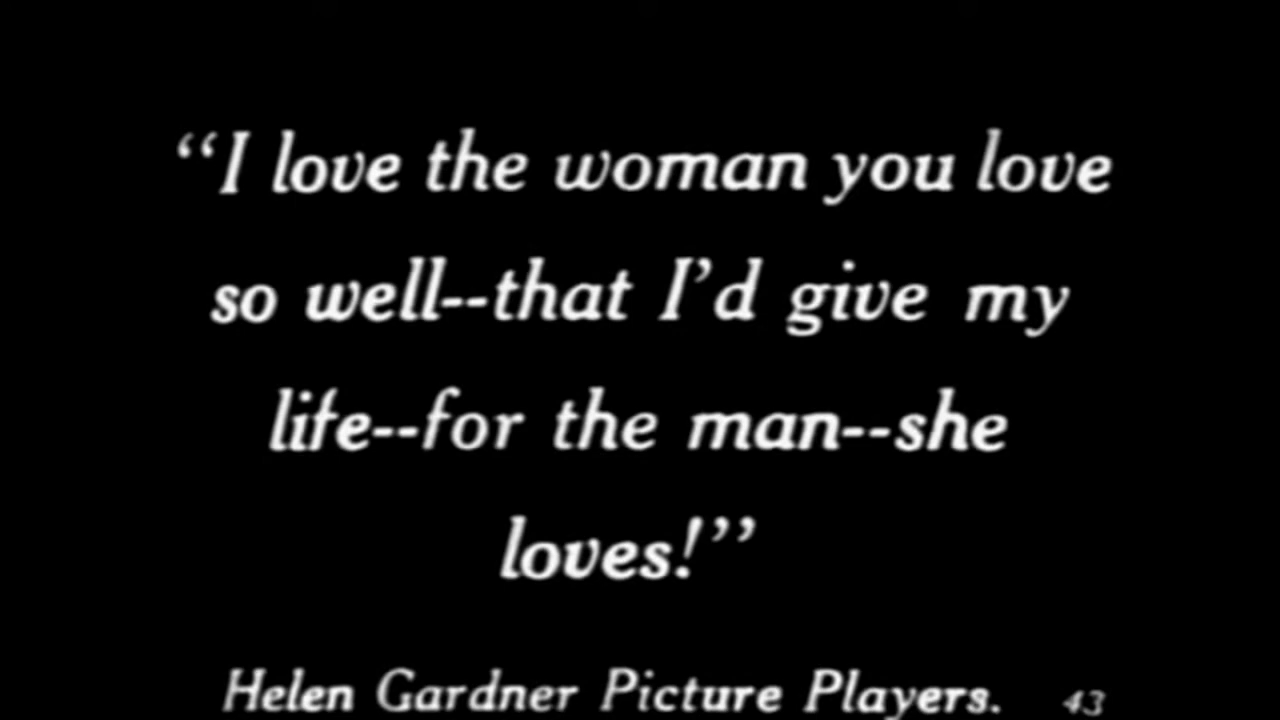 “I love the woman you love
so well--that I’d give my
life--for the man--she
loves!”
Helen Gardner Picture Players. 43